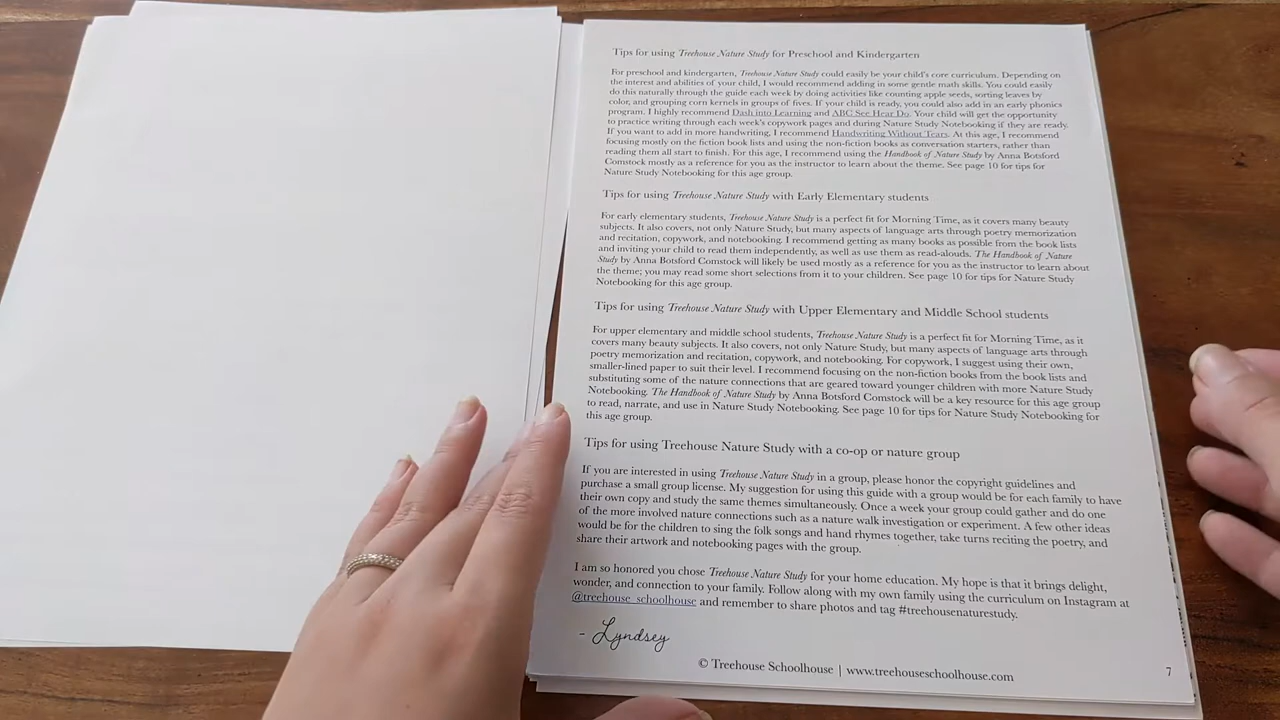 Tips for using Treehouse Nature Study for Preschool and Kindergarten
For preschool and kindergarten, Treehouse Nature Study could easily be your child's core curriculum. Depending on
the interest and abilities of your child, I would recommend adding in some gentle math skills. You could easily
do this naturally through the guide each week by doing activities like counting apple seeds, sorting leaves by
color, and grouping corn kernels in groups of fives. If your child is ready, you could also add in an early phonics
program. I highly recommend Dash into Learning and ABC See Hear Do. Your child will get the opportunity
to practice writing through each week's copywork pages and during Nature Study Notebooking if they are ready.
If you want to add in more handwriting, I recommend Handwriting Without Tears. At this age, I recommend
focusing mostly on the fiction book lists and using the non-fiction books as conversation starters, rather than
reading them all start to finish. For this age, I recommend using the Handbook of Nature Study by Anna Botsford
Comstock mostly as a reference for you as the instructor to learn about the theme. See page 10 for tips for
Nature Study Notebooking for this age group.
Tips for using Treehouse Nature Study with Early Elementary students
For early elementary students, Treehouse Nature Study is a perfect fit for Morning Time, as it covers many beauty
subjects. It also covers, not only Nature Study, but many aspects of language arts through poetry memorization
and recitation, copywork, and notebooking. I recommend getting as many books as possible from the book lists
and inviting your child to read them independently, as well as use them as read-alouds. The Handbook of Nature
Study by Anna Botsford Comstock will likely be used mostly as a reference for you as the instructor to learn about
the theme; you may read some short selections from it to your children. See page 10 for tips for Nature Study
Notebooking for this age group.
Tips for using Treehouse Nature Study with Upper Elementary and Middle School students
For upper elementary and middle school students, Treehouse Nature Study is a perfect fit for Morning Time, as it
covers many beauty subjects. It also covers, not only Nature Study, but many aspects of language arts through
poetry memorization and recitation, copywork, and notebooking. For copywork, I suggest using their own,
smaller-lined paper to suit their level. I recommend focusing on the non-fiction books from the book lists and
substituting some of the nature connections that are geared toward younger children with more Nature Study
Notebooking. The Handbook of Nature Study by Anna Botsford Comstock will be a key resource for this age group
to read, narrate, and use in Nature Study Notebooking. See page 10 for tips for Nature Study Notebooking for
this age group.
Tips for using Treehouse Nature Study with a co-op or nature group
If you are interested in using Treehouse Nature Study in a group, please honor the copyright guidelines and
purchase a small group license. My suggestion for using this guide with a group would be for each family to have
their own copy and study the same themes simultaneously. Once a week your group could gather and do one
of the more involved nature connections such as a nature walk investigation or experiment. A few other ideas
would be for the children to sing the folk songs and hand rhymes together, take turns reciting the poetry, and
share their artwork and notebooking pages with the group.
I am so honored you chose Treehouse Nature Study for your home education. My hope is that it brings delight,
wonder, and connection to your family. Follow along with my own family using the curriculum on Instagram at
@treehouse_schoolhouse and remember to share photos and tag #treehousenaturestudy.
- Lyndsey
© Treehouse Schoolhouse | www.treehouseschoolhouse.com
7